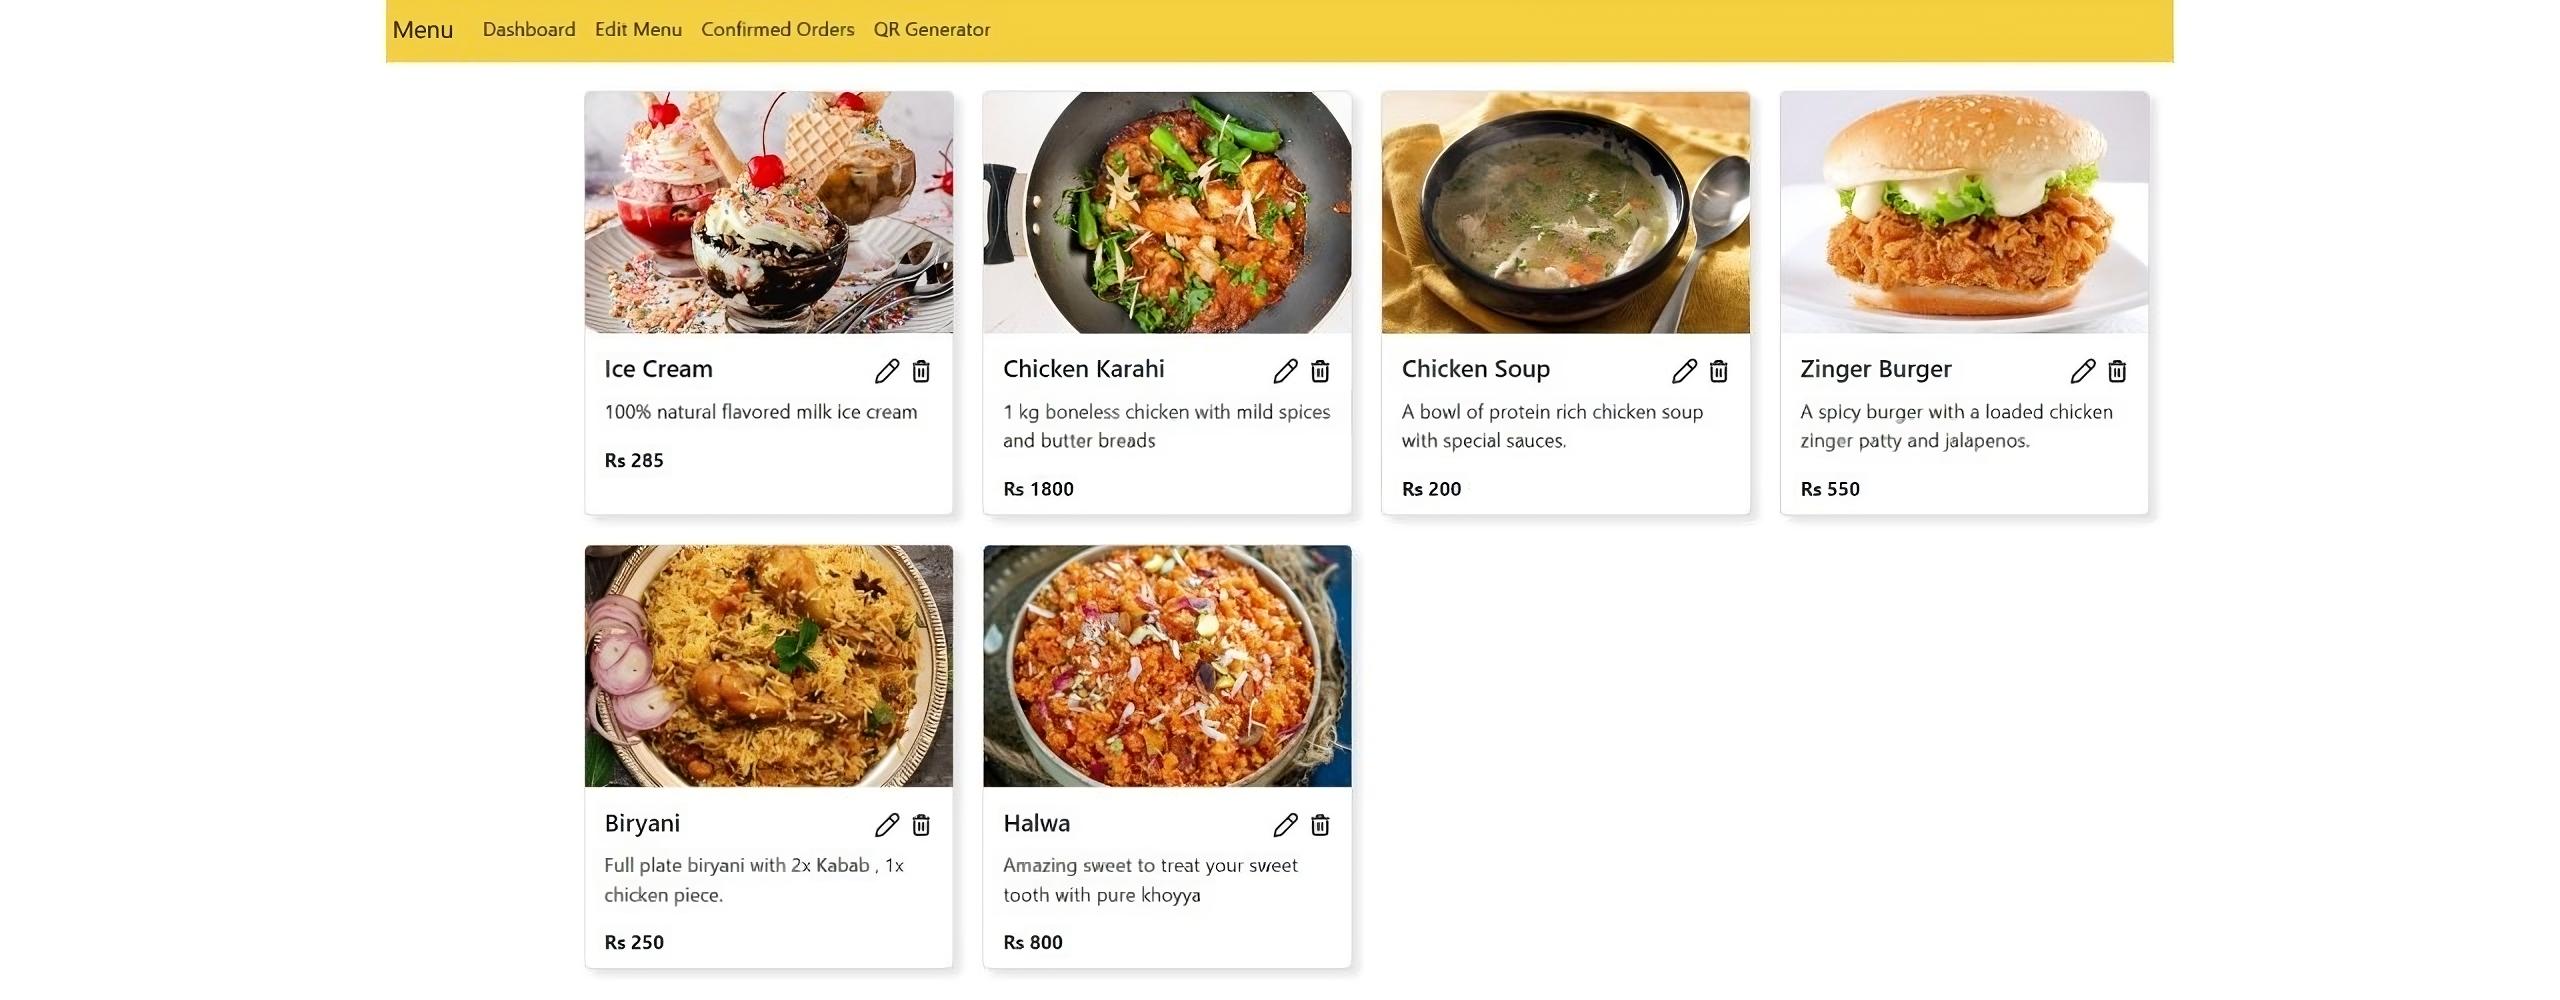 Menu Dashboard Edit Menu Confirmed Orders QR Generator
Ice Cream
100% natural flavored milk ice cream
Rs 285
Chicken Karahi
1 kg boneless chicken with mild spices
and butter breads
Rs 1800
Chicken Soup
A bowl of protein rich chicken soup
with special sauces.
Rs 200
Zinger Burger
A spicy burger with a loaded chicken
zinger patty and jalapenos.
Rs 550
Biryani
Full plate biryani with 2x Kabab , 1x
chicken piece.
Rs 250
Halwa
Amazing sweet to treat your sweet
tooth with pure khoyya
Rs 800